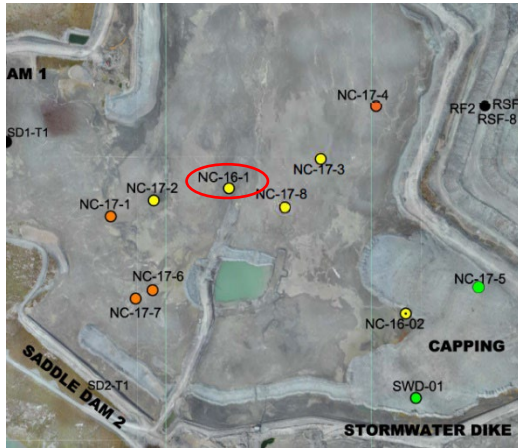 NC-17-4
AM 1
RF2 RSF
RSF-8
SD1-T1
NC-17-3
NC-16-1
NC-17-2
NC-17-1
NC-17-8
NC-17-6
NC-17-5
NC-17-7
NC-16-02
CAPPING
SADDLE DAM 2
SD2-T1
SWD-01
STORMWATER DIKE